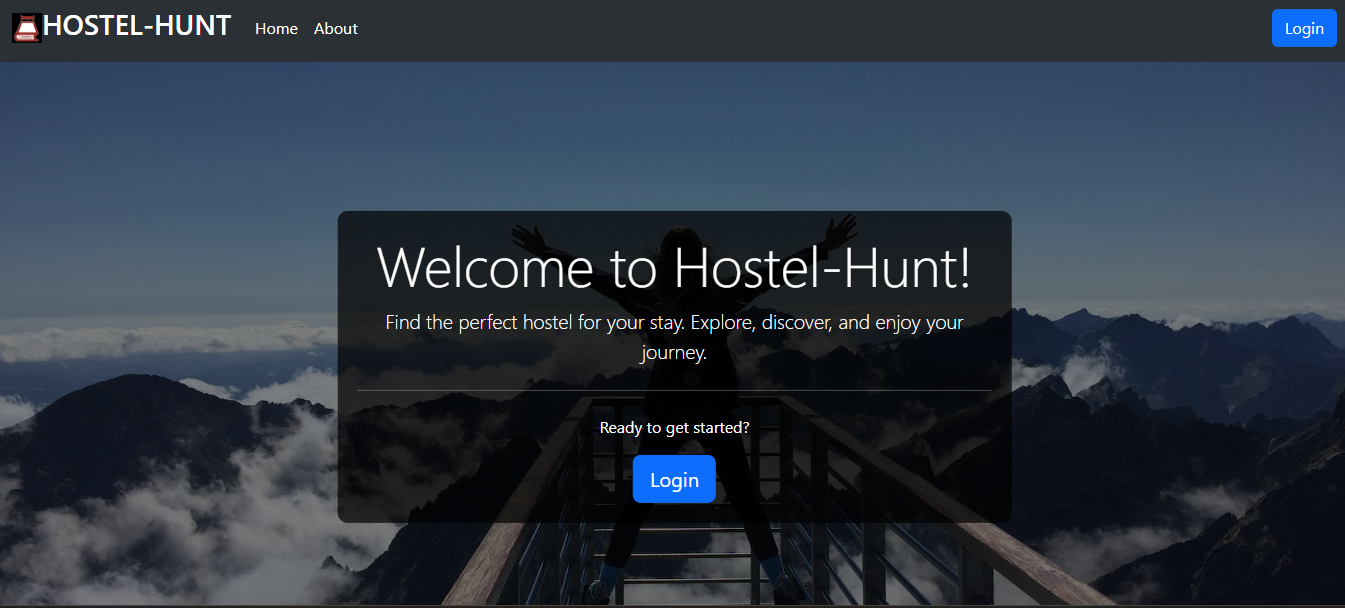 HOSTEL-HUNT
Home About
Login
Welcome to Hostel-Hunt!
Find the perfect hostel for your stay. Explore, discover, and enjoy your
journey.
Ready to get started?
Login